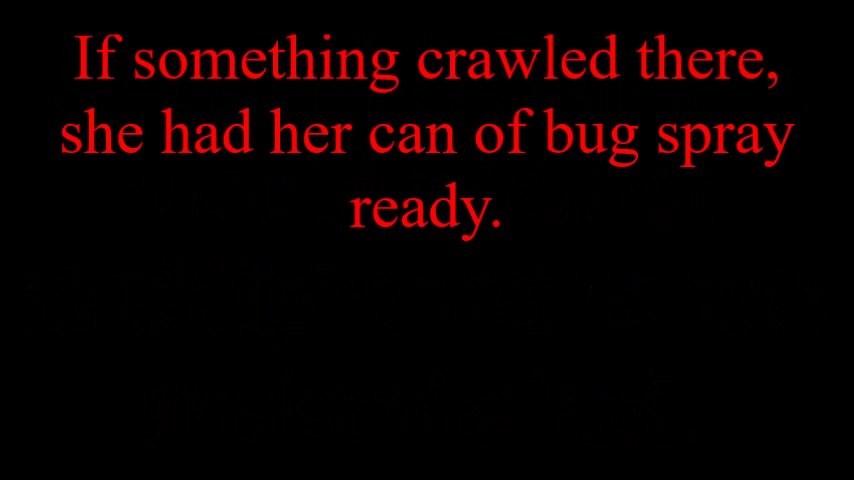 If something crawled there,
she had her can of bug spray
ready.